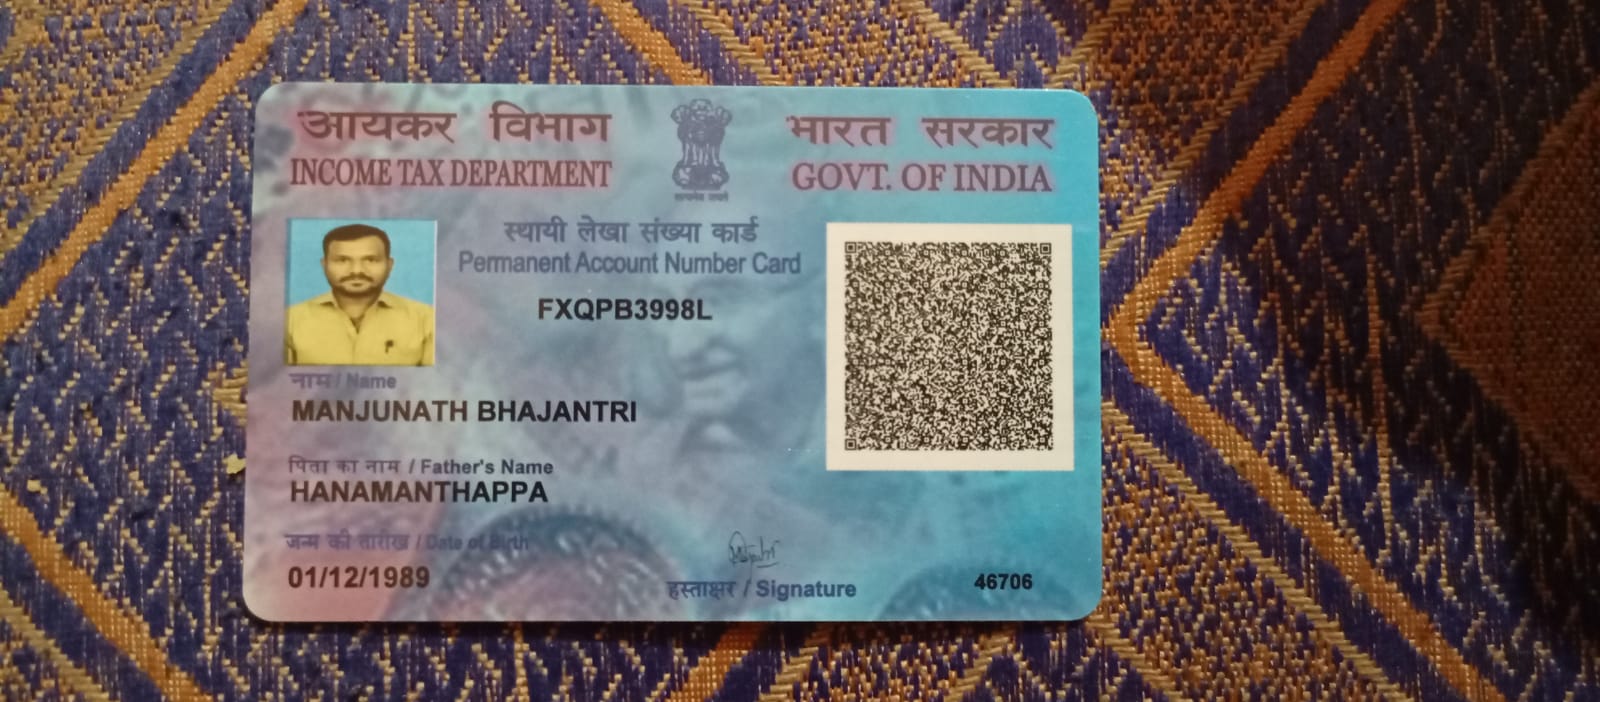 आयकर विभाग
INCOME TAX DEPARTMENT
भारत सरकार
GOVT. OF INDIA
सत्यमेव जयते
स्थायी लेखा संख्या कार्ड
Permanent Account Number Card
FXQPB3998L
नाम / Name
MANJUNATH BHAJANTRI
पिता का नाम / Father's Name
HANAMANTHAPPA
जन्म की तारीख / Date of Birth
01/12/1989
हस्ताक्षर / Signature
46706